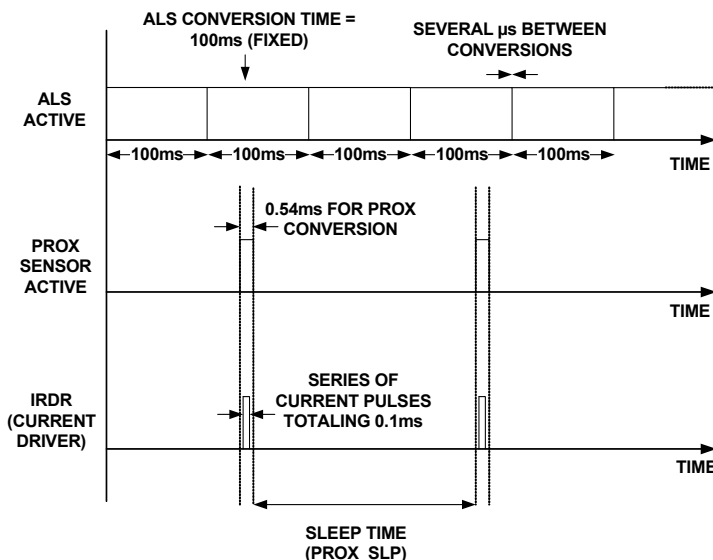 ALS CONVERSION TIME =
100ms (FIXED)
SEVERAL µs BETWEEN
CONVERSIONS
ALS
ACTIVE
100ms
100ms
100ms
100ms
100ms
TIME
0.54ms FOR PROX
CONVERSION
PROX
SENSOR
ACTIVE
TIME
SERIES OF
CURRENT PULSES
TOTALING 0.1ms
IRDR
(CURRENT
DRIVER)
TIME
SLEEP TIME
(PROX_SLP)